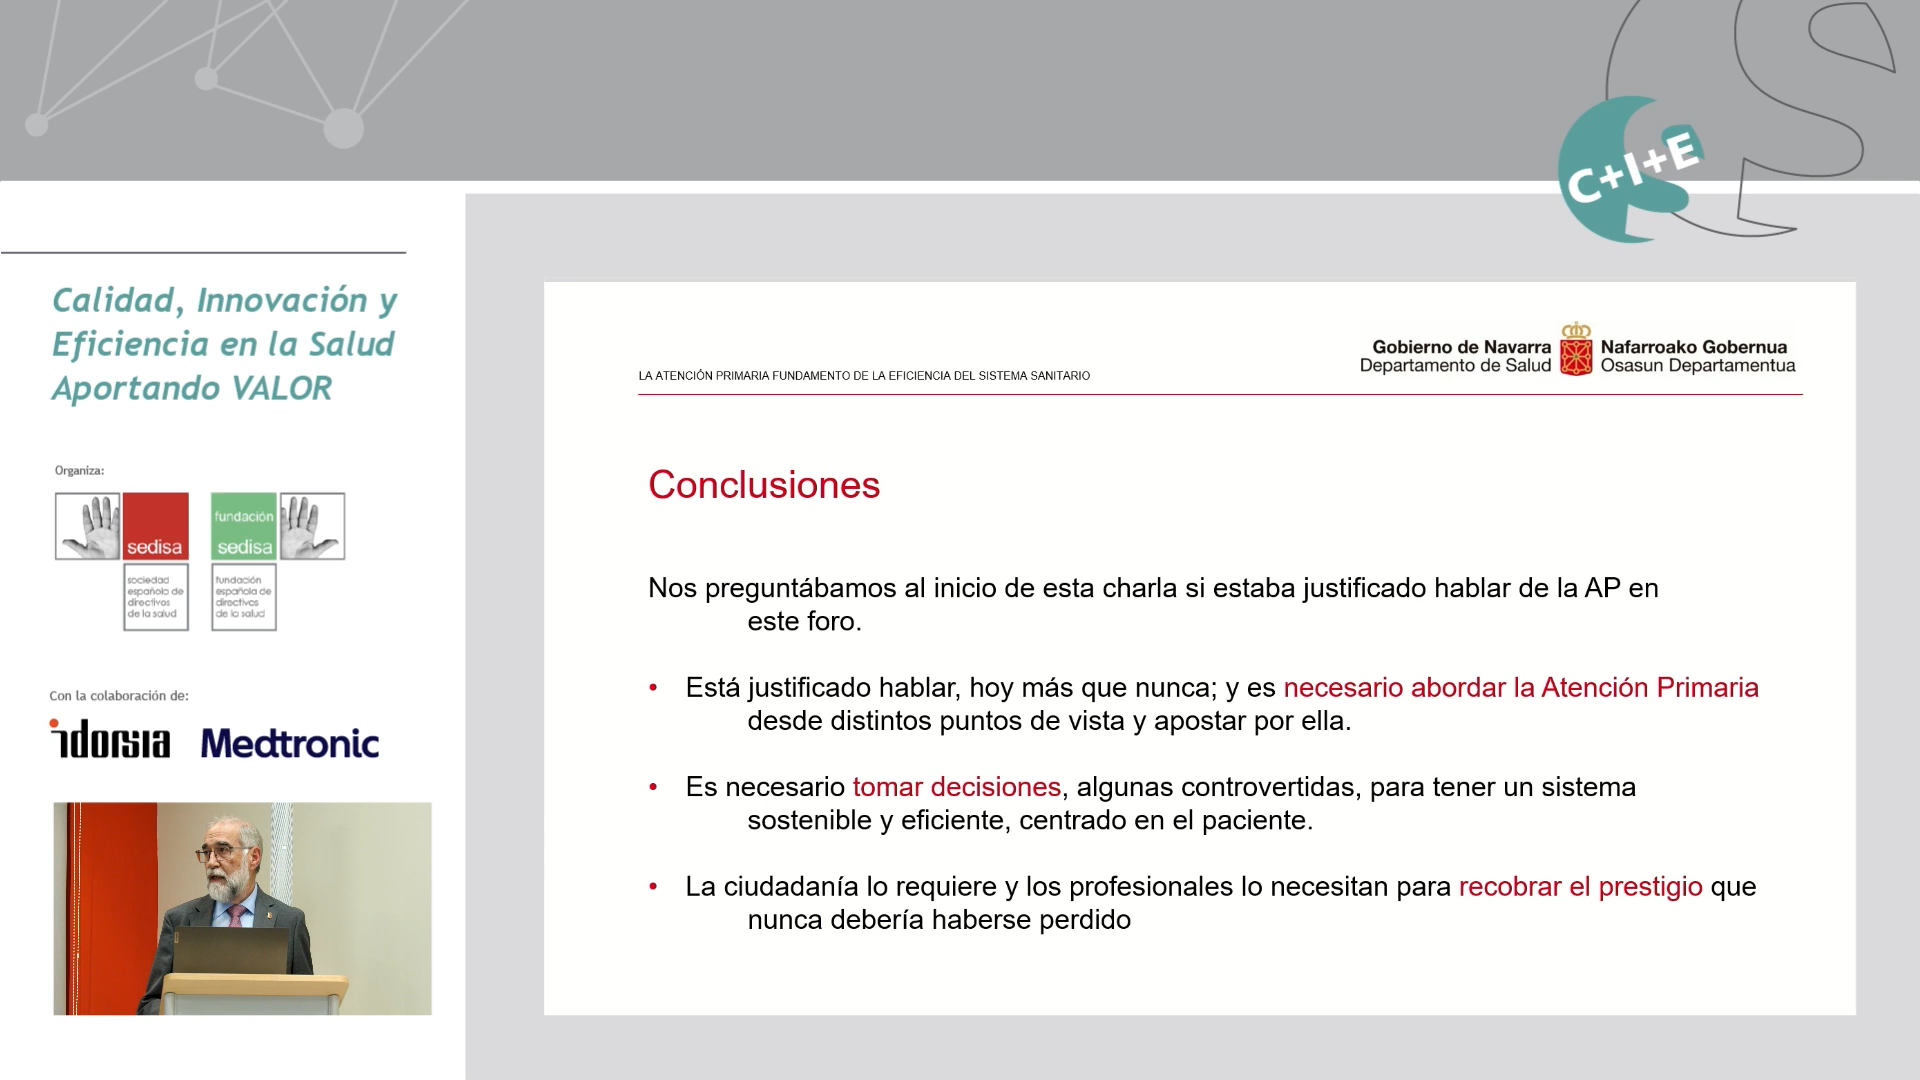 C+I+E
Calidad, Innovación y
Eficiencia en la Salud
Aportando VALOR
Organiza:
sedisa
sociedad
española de
directivos
de la salud
fundación
sedisa
fundación
española de
directivos
de la salud
Con la colaboración de:
idorsia
Medtronic
LA ATENCIÓN PRIMARIA FUNDAMENTO DE LA EFICIENCIA DEL SISTEMA SANITARIO
Gobierno de Navarra
Departamento de Salud
Nafarroako Gobernua
Osasun Departamentua
Conclusiones
Nos preguntábamos al inicio de esta charla si estaba justificado hablar de la AP en
este foro.
• Está justificado hablar, hoy más que nunca; y es necesario abordar la Atención Primaria
desde distintos puntos de vista y apostar por ella.
• Es necesario tomar decisiones, algunas controvertidas, para tener un sistema
sostenible y eficiente, centrado en el paciente.
• La ciudadanía lo requiere y los profesionales lo necesitan para recobrar el prestigio que
nunca debería haberse perdido